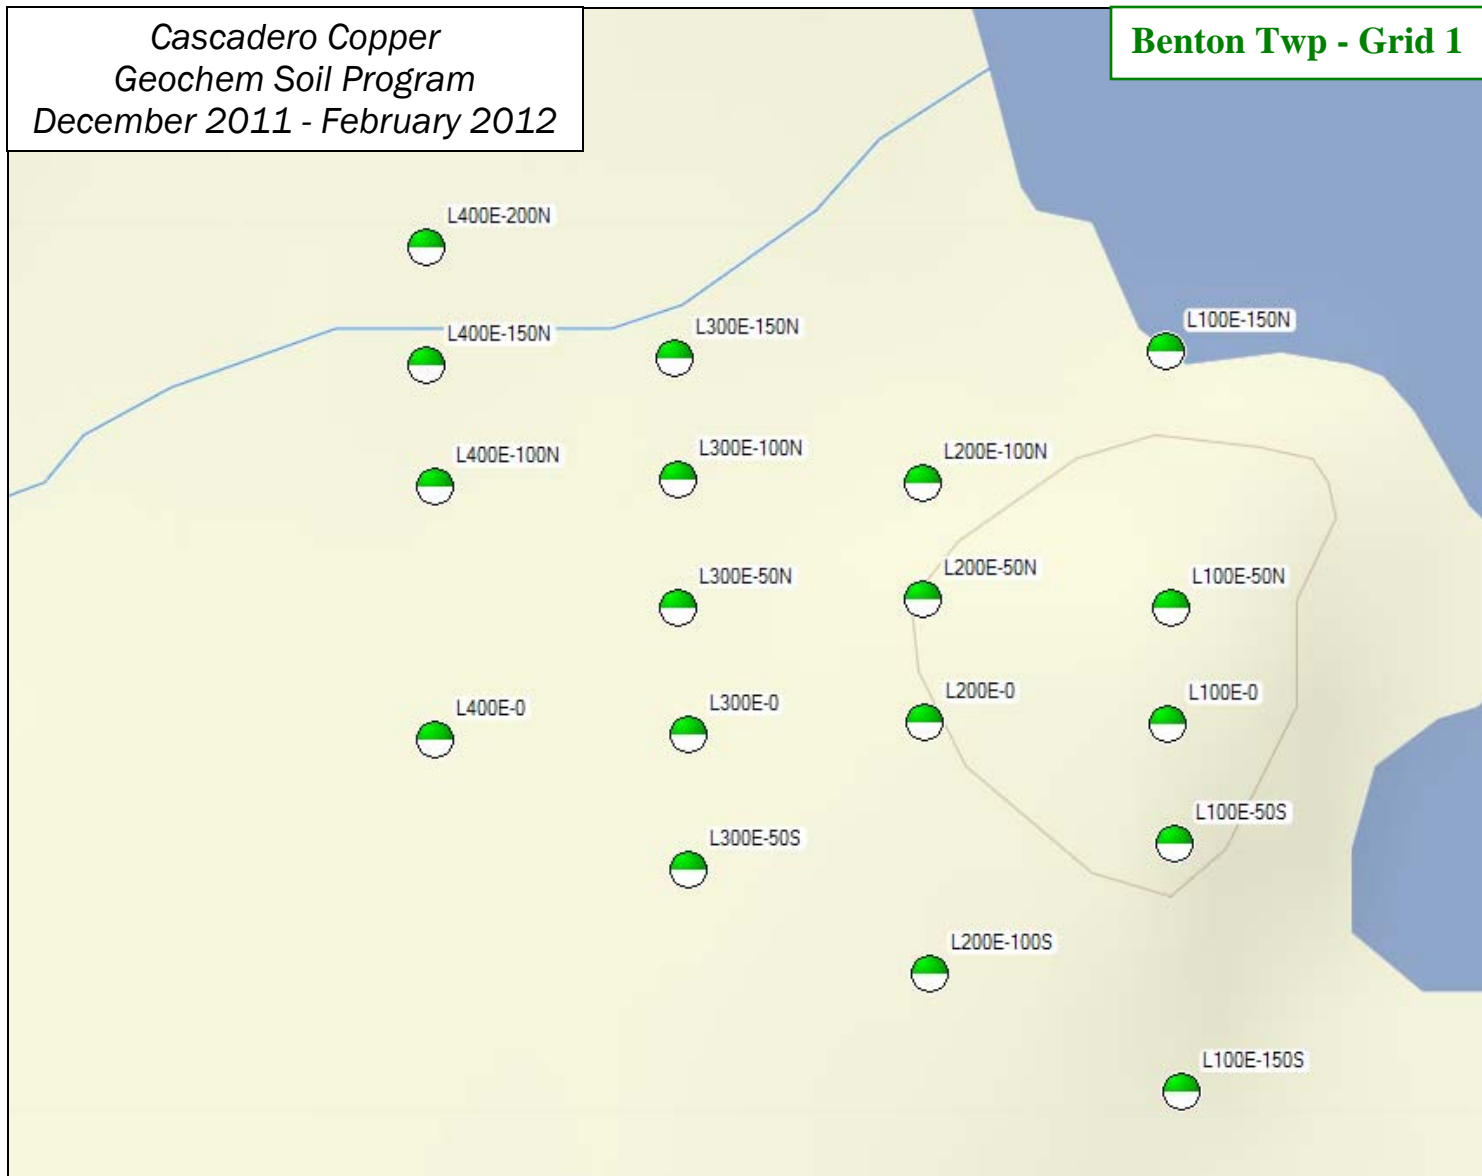 Cascadero Copper
Geochem Soil Program
December 2011 - February 2012
Benton Twp - Grid 1
L400E-200N
L400E-150N
L300E-150N
L100E-150N
L400E-100N
L300E-100N
L200E-100N
L300E-50N
L200E-50N
L100E-50N
L400E-0
L300E-0
L200E-0
L100E-0
L300E-50S
L100E-50S
L200E-100S
L100E-150S